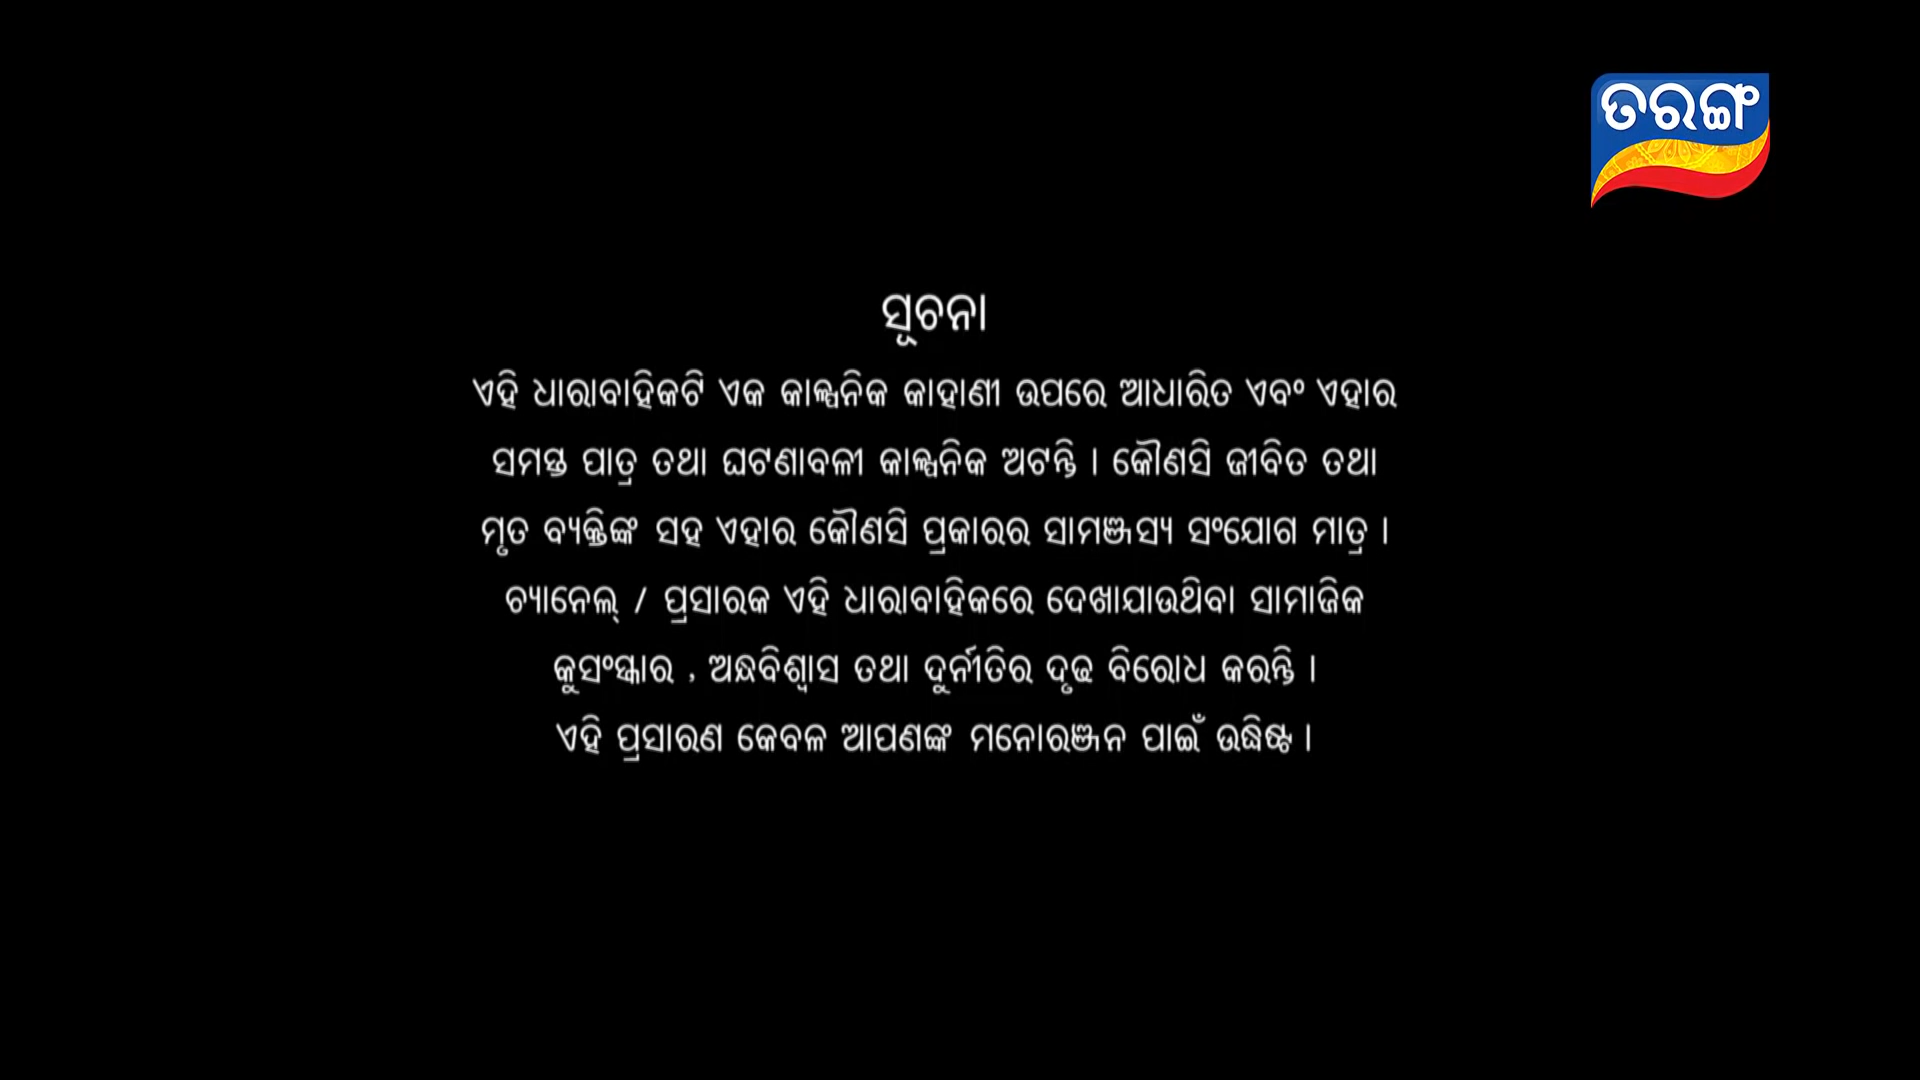 ତରଙ୍ଗ
ସୂଚନା
ଏହି ଧାରାବାହିକଟି ଏକ କାଳ୍ପନିକ କାହାଣୀ ଉପରେ ଆଧାରିତ ଏବଂ ଏହାର
ସମସ୍ତ ପାତ୍ର ତଥା ଘଟଣାବଳୀ କାଳ୍ପନିକ ଅଟନ୍ତି । କୌଣସି ଜୀବିତ ତଥା
ମୃତ ବ୍ୟକ୍ତିଙ୍କ ସହ ଏହାର କୌଣସି ପ୍ରକାରର ସାମଞ୍ଜସ୍ୟ ସଂଯୋଗ ମାତ୍ର ।
ଚ୍ୟାନେଲ୍ / ପ୍ରସାରକ ଏହି ଧାରାବାହିକରେ ଦେଖାଯାଉଥିବା ସାମାଜିକ
କୁସଂସ୍କାର , ଅନ୍ଧବିଶ୍ୱାସ ତଥା ଦୁର୍ନୀତିର ଦୃଢ ବିରୋଧ କରନ୍ତି ।
ଏହି ପ୍ରସାରଣ କେବଳ ଆପଣଙ୍କ ମନୋରଞ୍ଜନ ପାଇଁ ଉଦ୍ଧିଷ୍ଟ ।